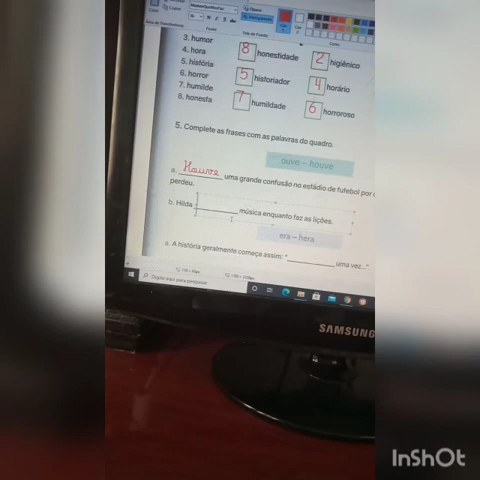 3. humor
8 honestidade
2 higiênico
4. hora
5. história
5 historiador
4 horário
6. horror
7. humilde
7 humildade
6 horroroso
8. honesta
5. Complete as frases com as palavras do quadro.
ouve – houve
a. Houve uma grande confusão no estádio de futebol por
perdeu.
b. Hilda __________ música enquanto faz as lições.
era – hera
a. A história geralmente começa assim: "__________ uma vez..."
SAMSUNG
InShOt